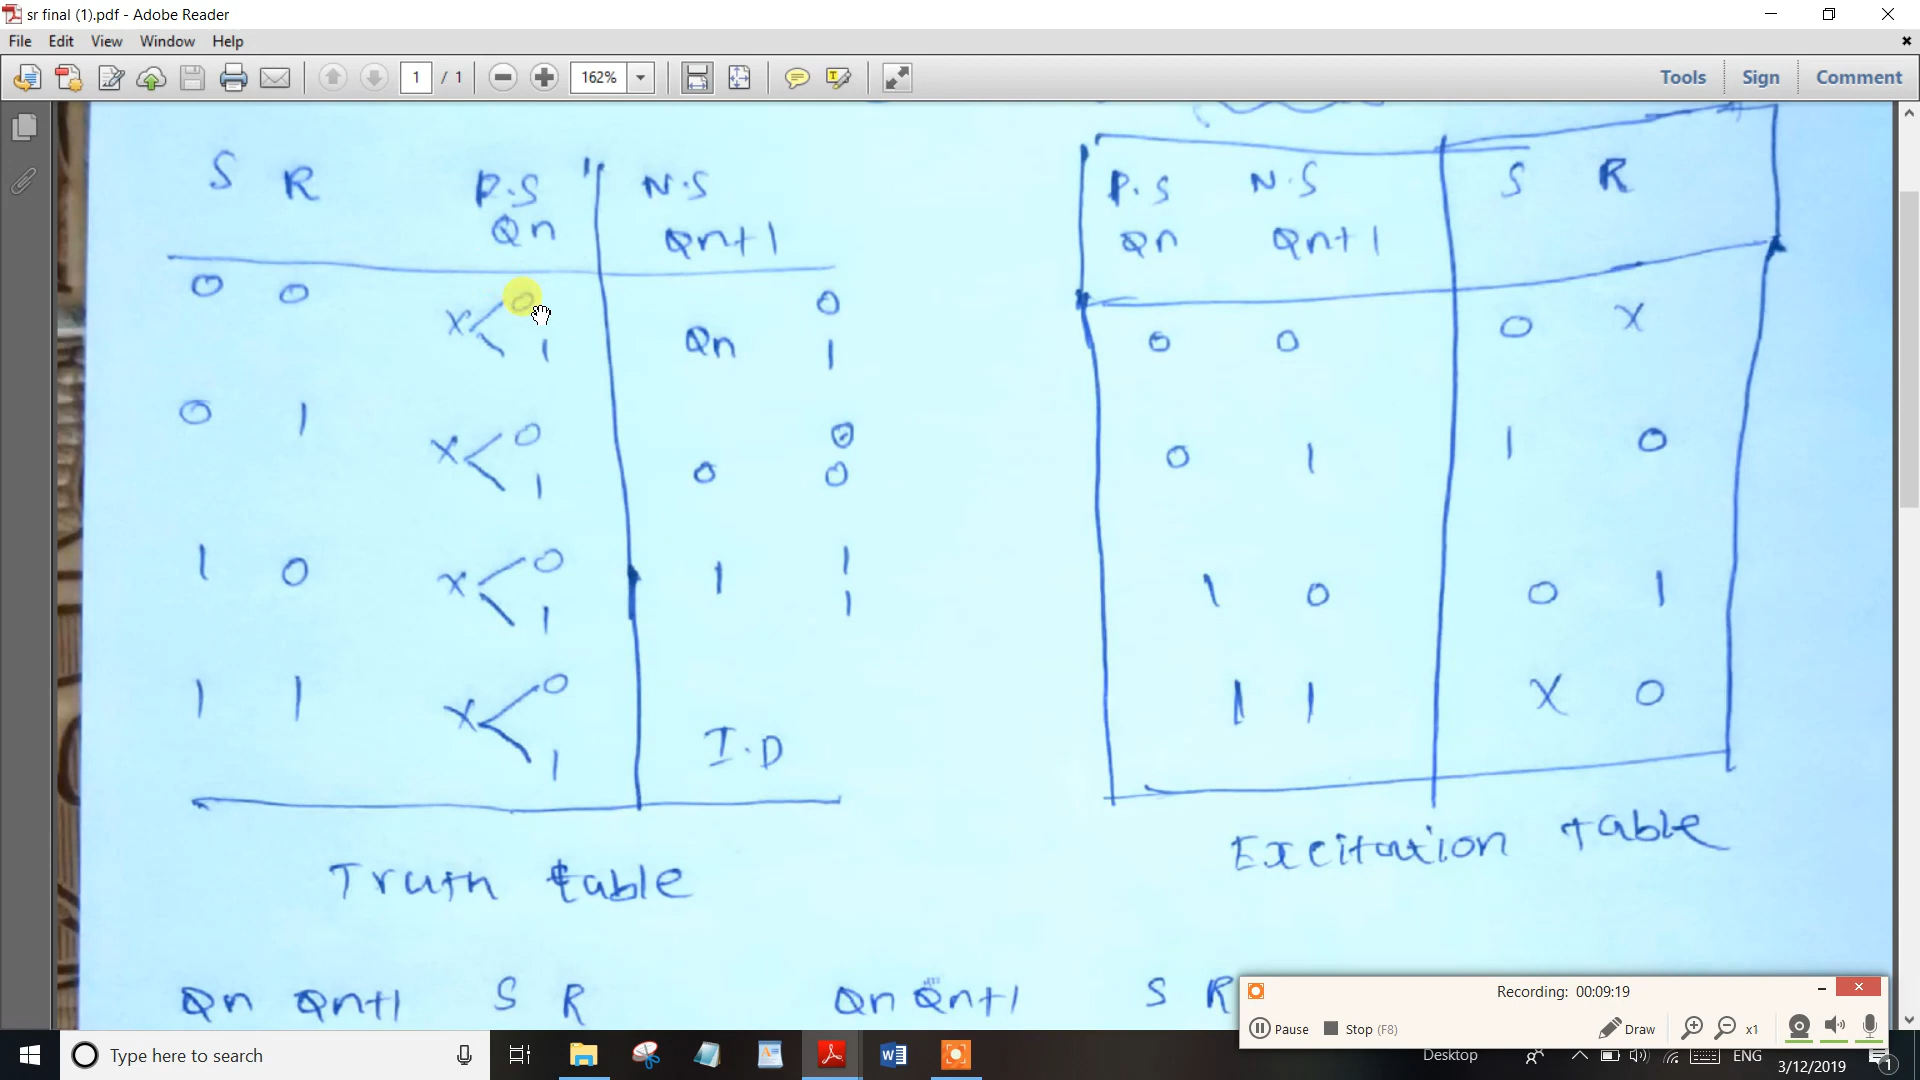 sr final (1).pdf - Adobe Reader
File Edit View Window Help
1 / 1 162% Tools Sign Comment
S R P.S N.S
Qn Qn+1
0 0 X 0 0
1 Qn 1
0 1 X 0 0
1 0 0
1 0 X 0 1
1 1 1
1 1 X 0
1 I.D
Truth table
P.S N.S S R
Qn Qn+1
0 0 0 X
0 1 1 0
1 0 0 1
1 1 X 0
Excitation table
Qn Qn+1 S R Qn Qn+1 S R
Recording: 00:09:19
Pause Stop (F8) Draw x1
Type here to search
Desktop ENG
3/12/2019 1